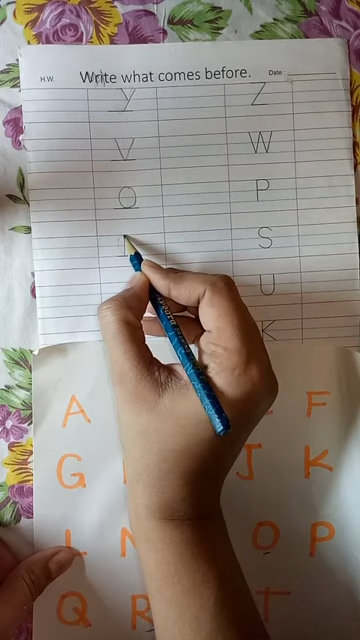 H.W. Write what comes before. Date
Y Z
V W
O P
S
U
K
A F
G J K
L N O P
Q R T